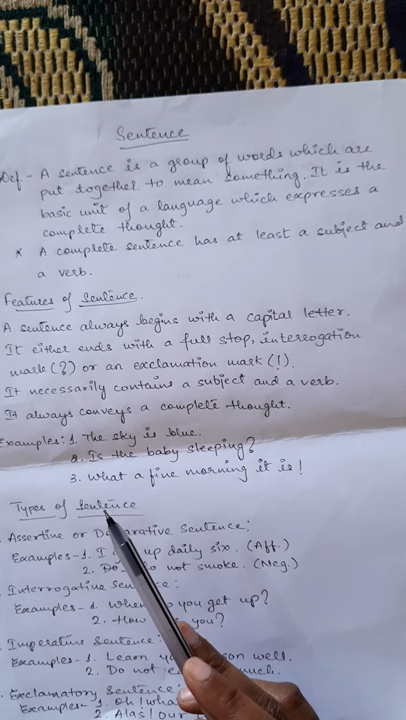 Sentence
Def - A sentence is a group of words which are
put together to mean something. It is the
basic unit of a language which expresses a
complete thought.
* A complete sentence has at least a subject and
a verb.
Features of Sentence.
A sentence always begins with a capital letter.
It either ends with a full stop, interrogation
mark (?) or an exclamation mark (!).
It necessarily contains a subject and a verb.
It always conveys a complete thought.
Examples: 1. The sky is blue.
2. Is the baby sleeping?
3. What a fine morning it is!
Types of Sentence
Assertive or Declarative Sentence:
Examples - 1. I up daily six. (Aff.)
2. not smoke. (Neg.)
Interrogative Sentence:
Examples - 1. When you get up?
2. How you?
Imperative Sentence:
Examples - 1. Learn well.
2. Do not much.
Exclamatory Sentence:
Examples 1. Oh! what
2. Alas! Our